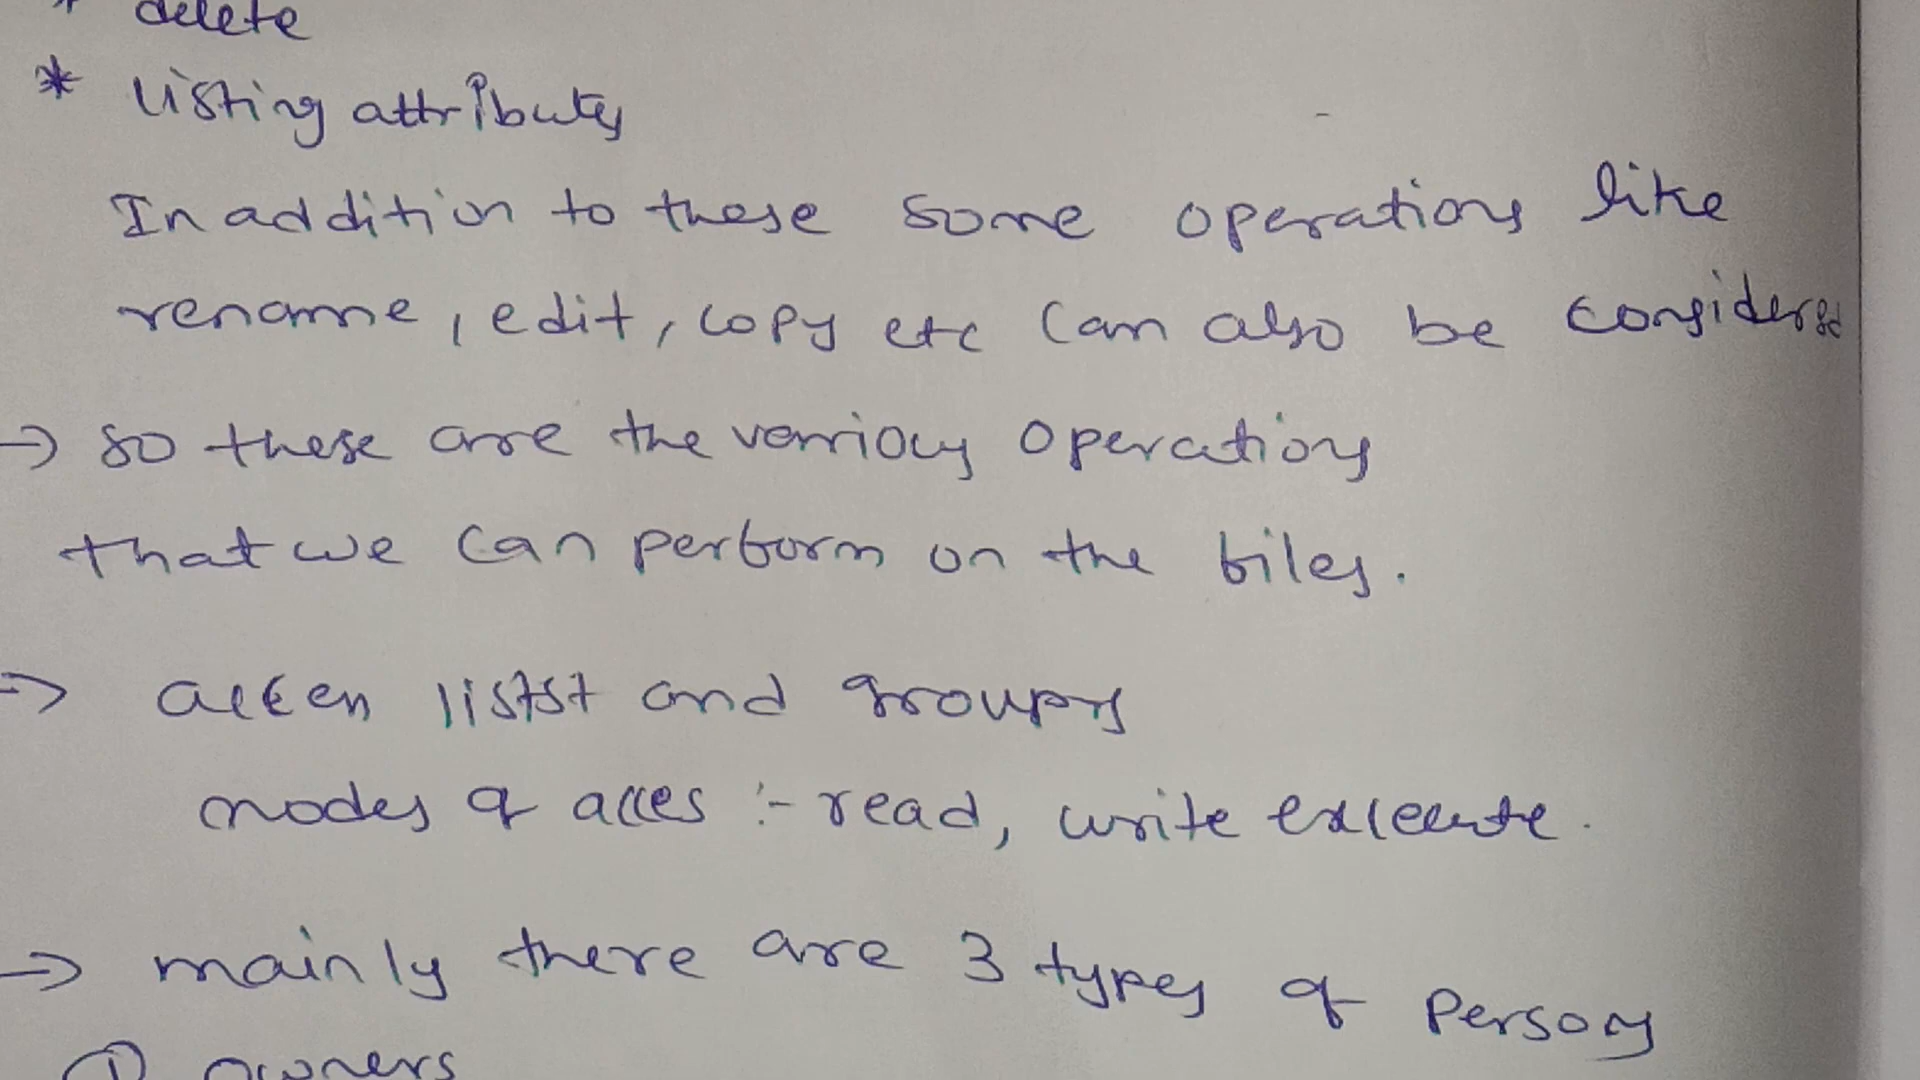 * delete
* listing attributes
In addition to these some operations like
rename, edit, copy etc can also be considered
→ so these are the various operations
that we can perform on the files.
→ access listst and groups
modes of acces :- read, write execute.
→ mainly there are 3 types of persons
① owners